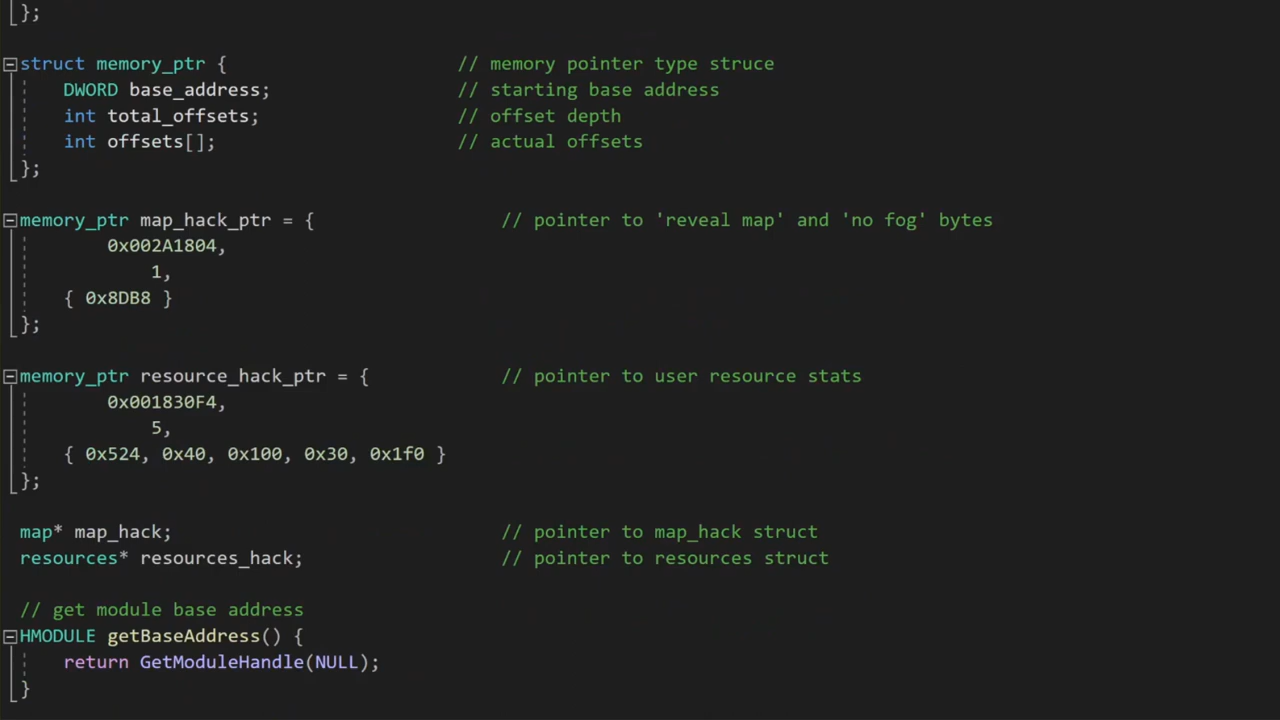 };
struct memory_ptr { // memory pointer type struce
DWORD base_address; // starting base address
int total_offsets; // offset depth
int offsets[]; // actual offsets
};
memory_ptr map_hack_ptr = { // pointer to 'reveal map' and 'no fog' bytes
0x002A1804,
1,
{ 0x8DB8 }
};
memory_ptr resource_hack_ptr = { // pointer to user resource stats
0x001830F4,
5,
{ 0x524, 0x40, 0x100, 0x30, 0x1f0 }
};
map* map_hack; // pointer to map_hack struct
resources* resources_hack; // pointer to resources struct
// get module base address
HMODULE getBaseAddress() {
return GetModuleHandle(NULL);
}